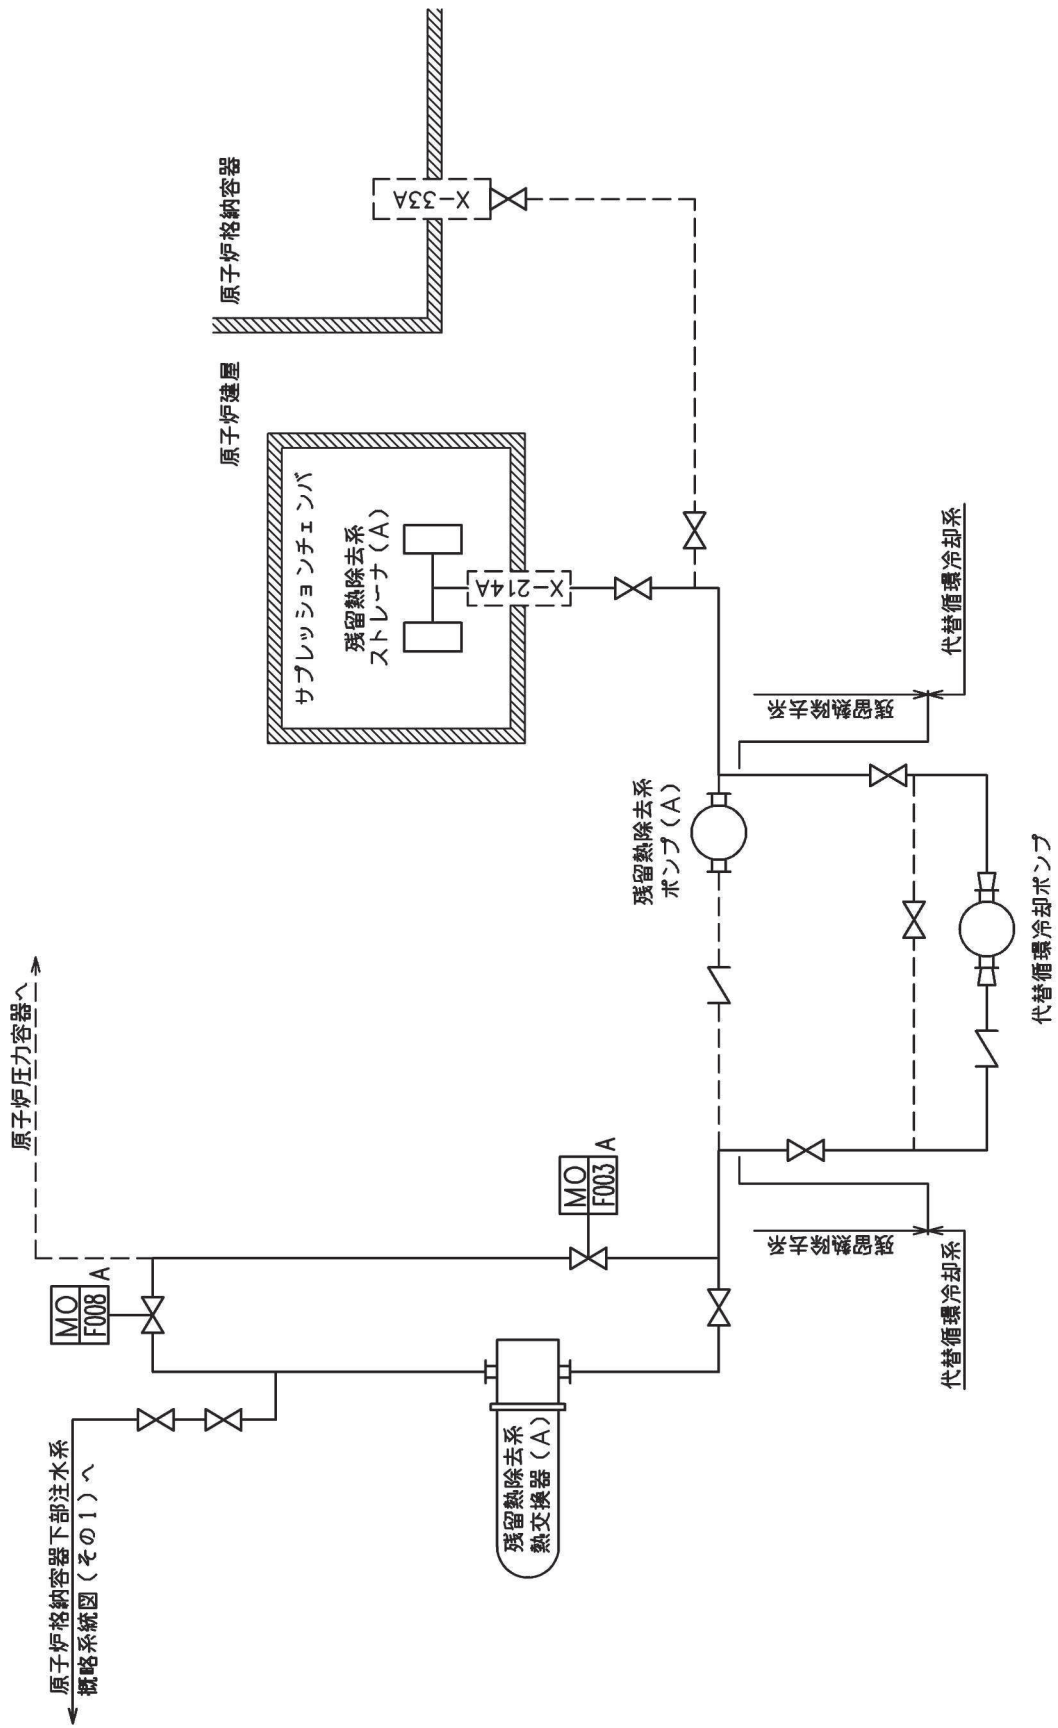 原子炉格納容器下部注水系
概略系統図(その1)へ
MO
F008
A
原子炉圧力容器へ
原子炉建屋
原子炉格納容器
サプレッションチェンバ
残留熱除去系
ストレーナ(A)
X-214A
X-33A
残留熱除去系
熱交換器(A)
MO
F003
A
残留熱除去系
ポンプ(A)
残留熱除去系
代替循環冷却系
残留熱除去系
代替循環冷却系
代替循環冷却ポンプ